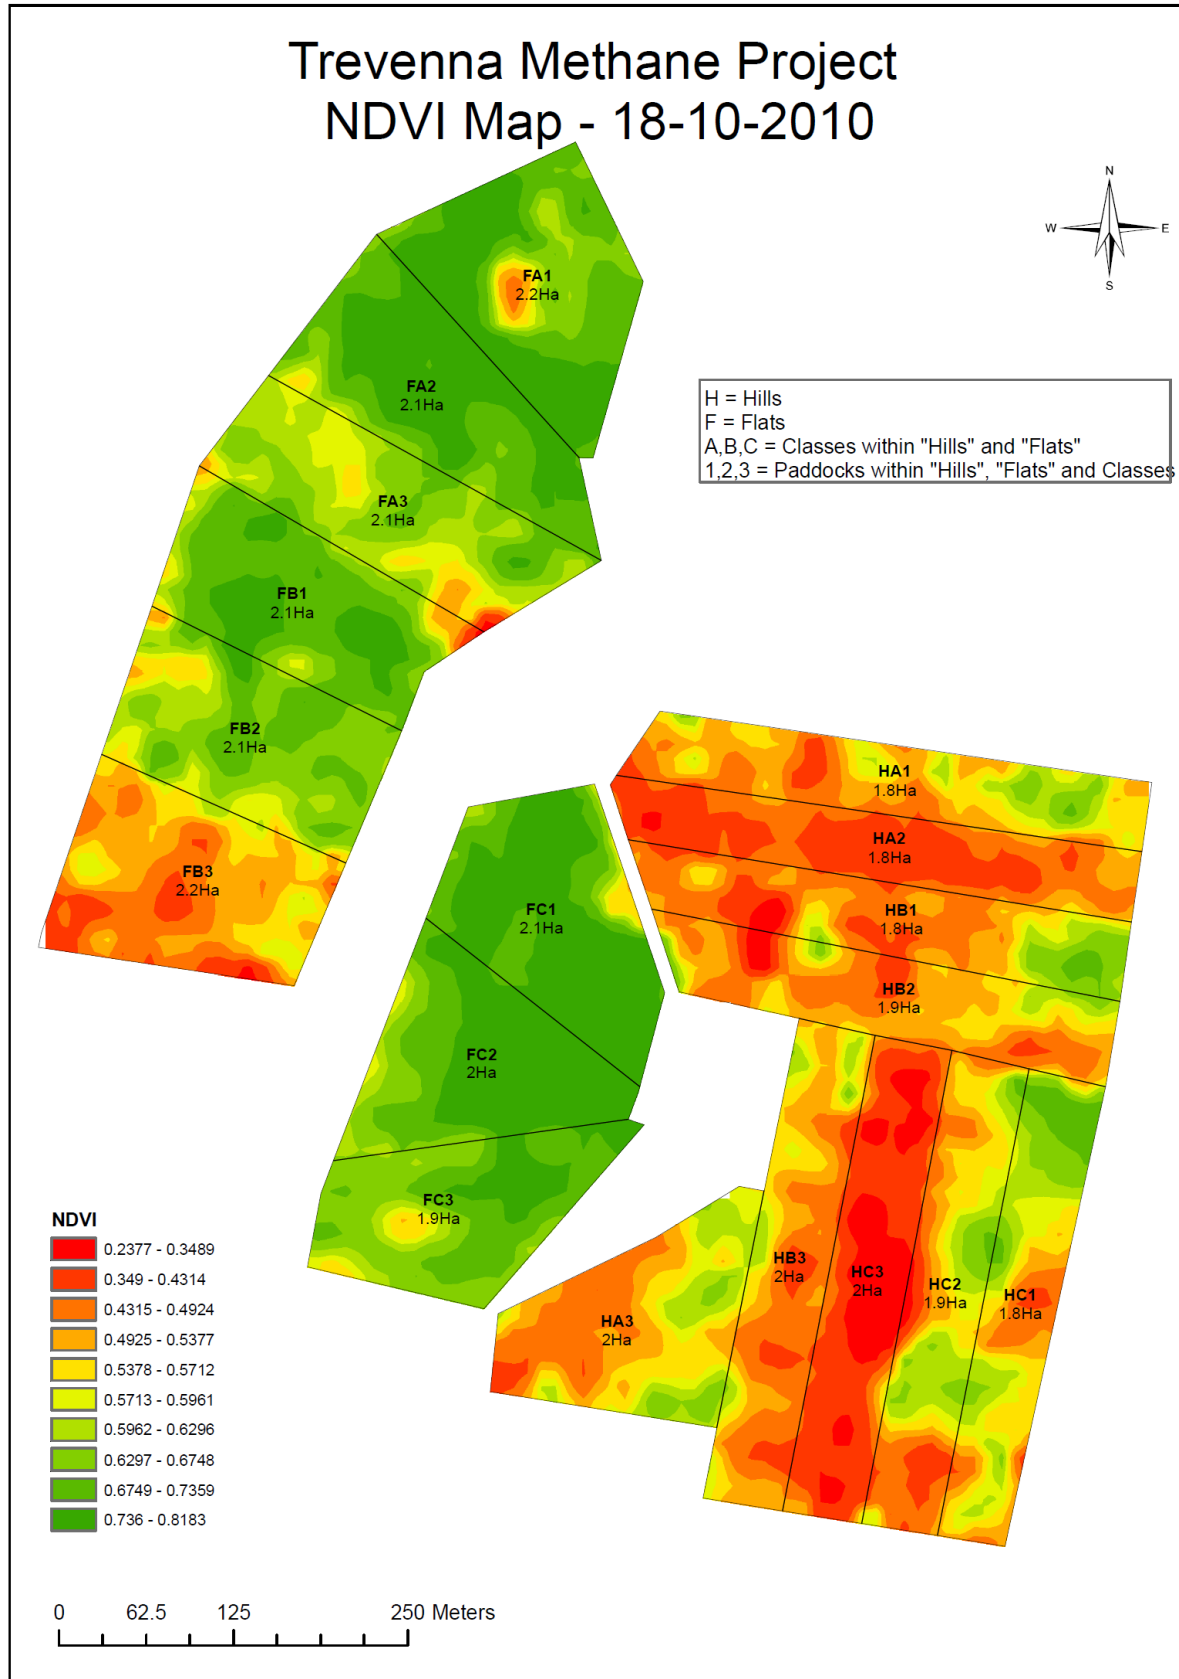 Trevenna Methane Project
NDVI Map - 18-10-2010
N
W
E
S
H = Hills
F = Flats
A,B,C = Classes within "Hills" and "Flats"
1,2,3 = Paddocks within "Hills", "Flats" and Classes
FA1
2.2Ha
FA2
2.1Ha
FA3
2.1Ha
FB1
2.1Ha
FB2
2.1Ha
FB3
2.2Ha
HA1
1.8Ha
HA2
1.8Ha
HB1
1.8Ha
HB2
1.9Ha
FC1
2.1Ha
FC2
2Ha
FC3
1.9Ha
HA3
2Ha
HB3
2Ha
HC3
2Ha
HC2
1.9Ha
HC1
1.8Ha
NDVI
0.2377 - 0.3489
0.349 - 0.4314
0.4315 - 0.4924
0.4925 - 0.5377
0.5378 - 0.5712
0.5713 - 0.5961
0.5962 - 0.6296
0.6297 - 0.6748
0.6749 - 0.7359
0.736 - 0.8183
0 62.5 125 250 Meters